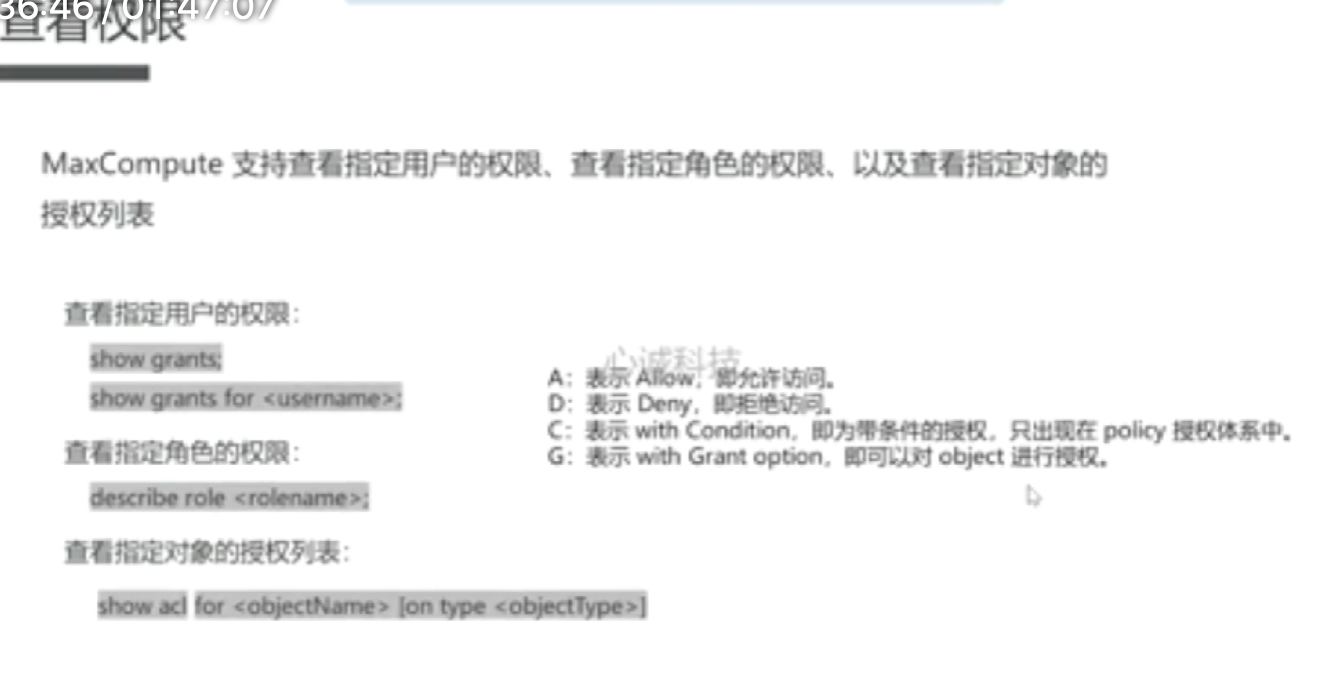 36:46 / 01:47:07
查看权限
MaxCompute 支持查看指定用户的权限、查看指定角色的权限、以及查看指定对象的
授权列表
查看指定用户的权限：
show grants;
show grants for <username>;
查看指定角色的权限：
describe role <rolename>;
查看指定对象的授权列表：
show acl for <objectName> [on type <objectType>]
心诚科技
A：表示 Allow，即允许访问。
D：表示 Deny，即拒绝访问。
C：表示 with Condition，即为带条件的授权，只出现在 policy 授权体系中。
G：表示 with Grant option，即可以对 object 进行授权。